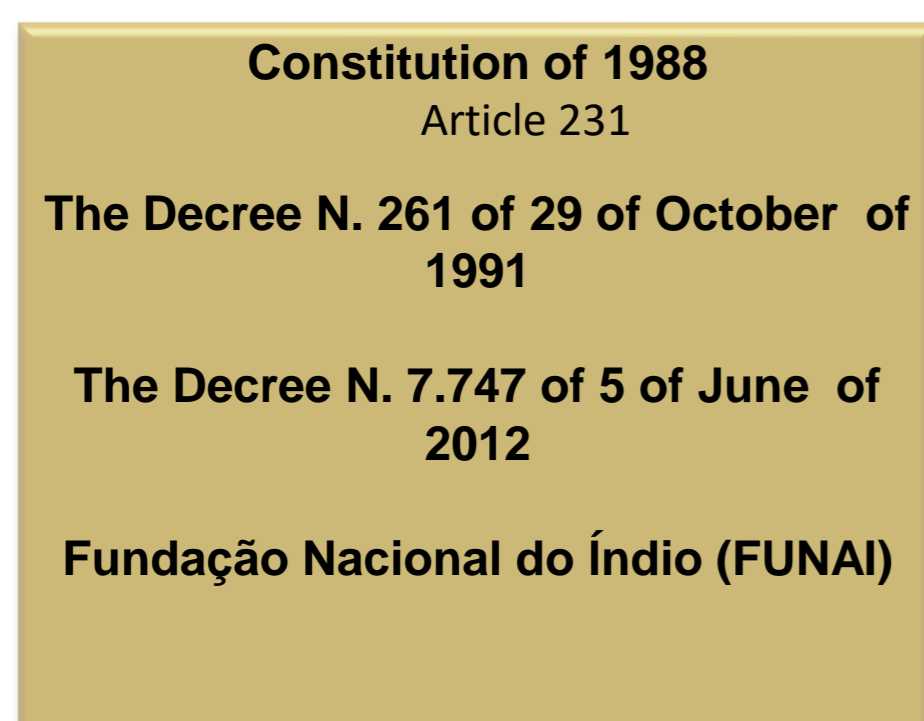 Constitution of 1988
Article 231
The Decree N. 261 of 29 of October of
1991
The Decree N. 7.747 of 5 of June of
2012
Fundação Nacional do Índio (FUNAI)